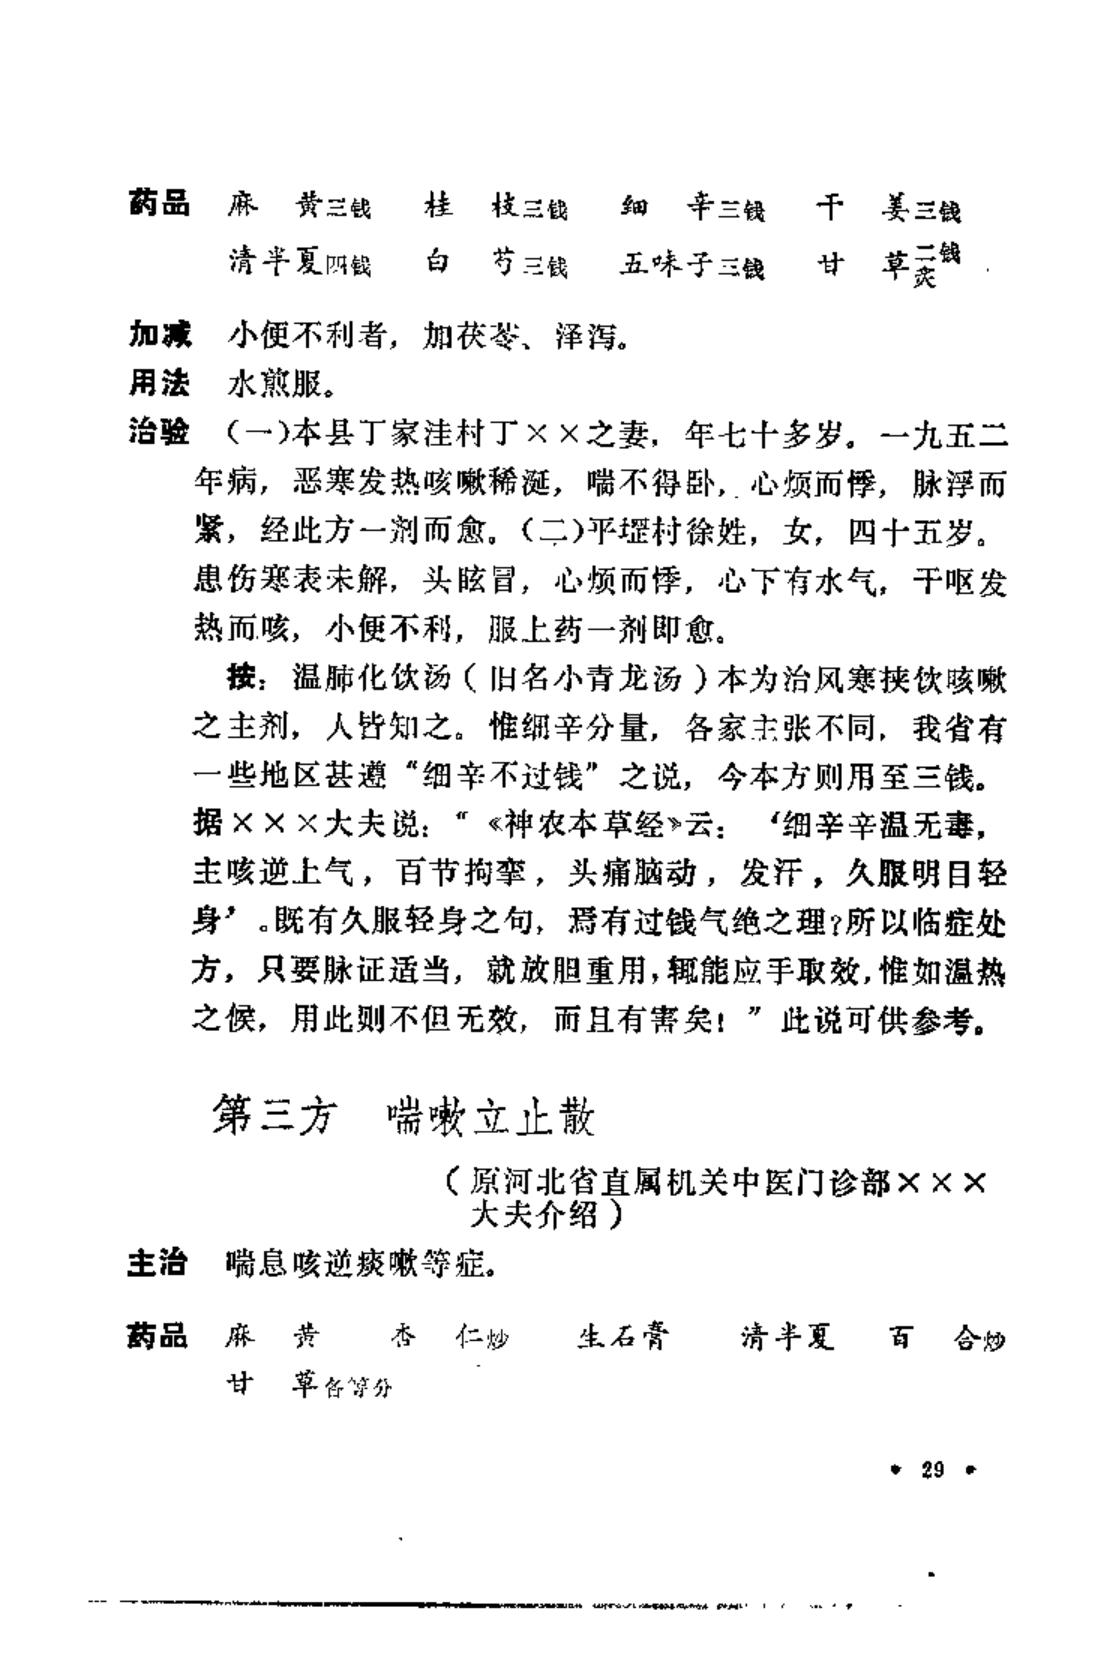 药品 麻 黄三钱 桂 枝三钱 细 辛三钱 干 姜三钱
清半夏四钱 白 芍三钱 五味子三钱 甘 草二钱炙
加减 小便不利者，加茯苓、泽泻。
用法 水煎服。
治验 （一）本县丁家洼村丁××之妻，年七十多岁。一九五二
年病，恶寒发热咳嗽稀涎，喘不得卧，心烦而悸，脉浮而
紧，经此方一剂而愈。（二）平堽村徐姓，女，四十五岁。
患伤寒表未解，头眩冒，心烦而悸，心下有水气，干呕发
热而咳，小便不利，服上药一剂即愈。
按：温肺化饮汤（旧名小青龙汤）本为治风寒挟饮咳嗽
之主剂，人皆知之。惟细辛分量，各家主张不同，我省有
一些地区甚遵“细辛不过钱”之说，今本方则用至三钱。
据×××大夫说：“《神农本草经》云：‘细辛辛温无毒，
主咳逆上气，百节拘挛，头痛脑动，发汗，久服明目轻
身’。既有久服轻身之句，焉有过钱气绝之理？所以临症处
方，只要脉证适当，就放胆重用，辄能应手取效，惟如温热
之候，用此则不但无效，而且有害矣！”此说可供参考。
第三方 喘嗽立止散
（原河北省直属机关中医门诊部×××
大夫介绍）
主治 喘息咳逆痰嗽等症。
药品 麻 黄 杏 仁炒 生石膏 清半夏 百 合炒
甘 草各等分
• 29 •